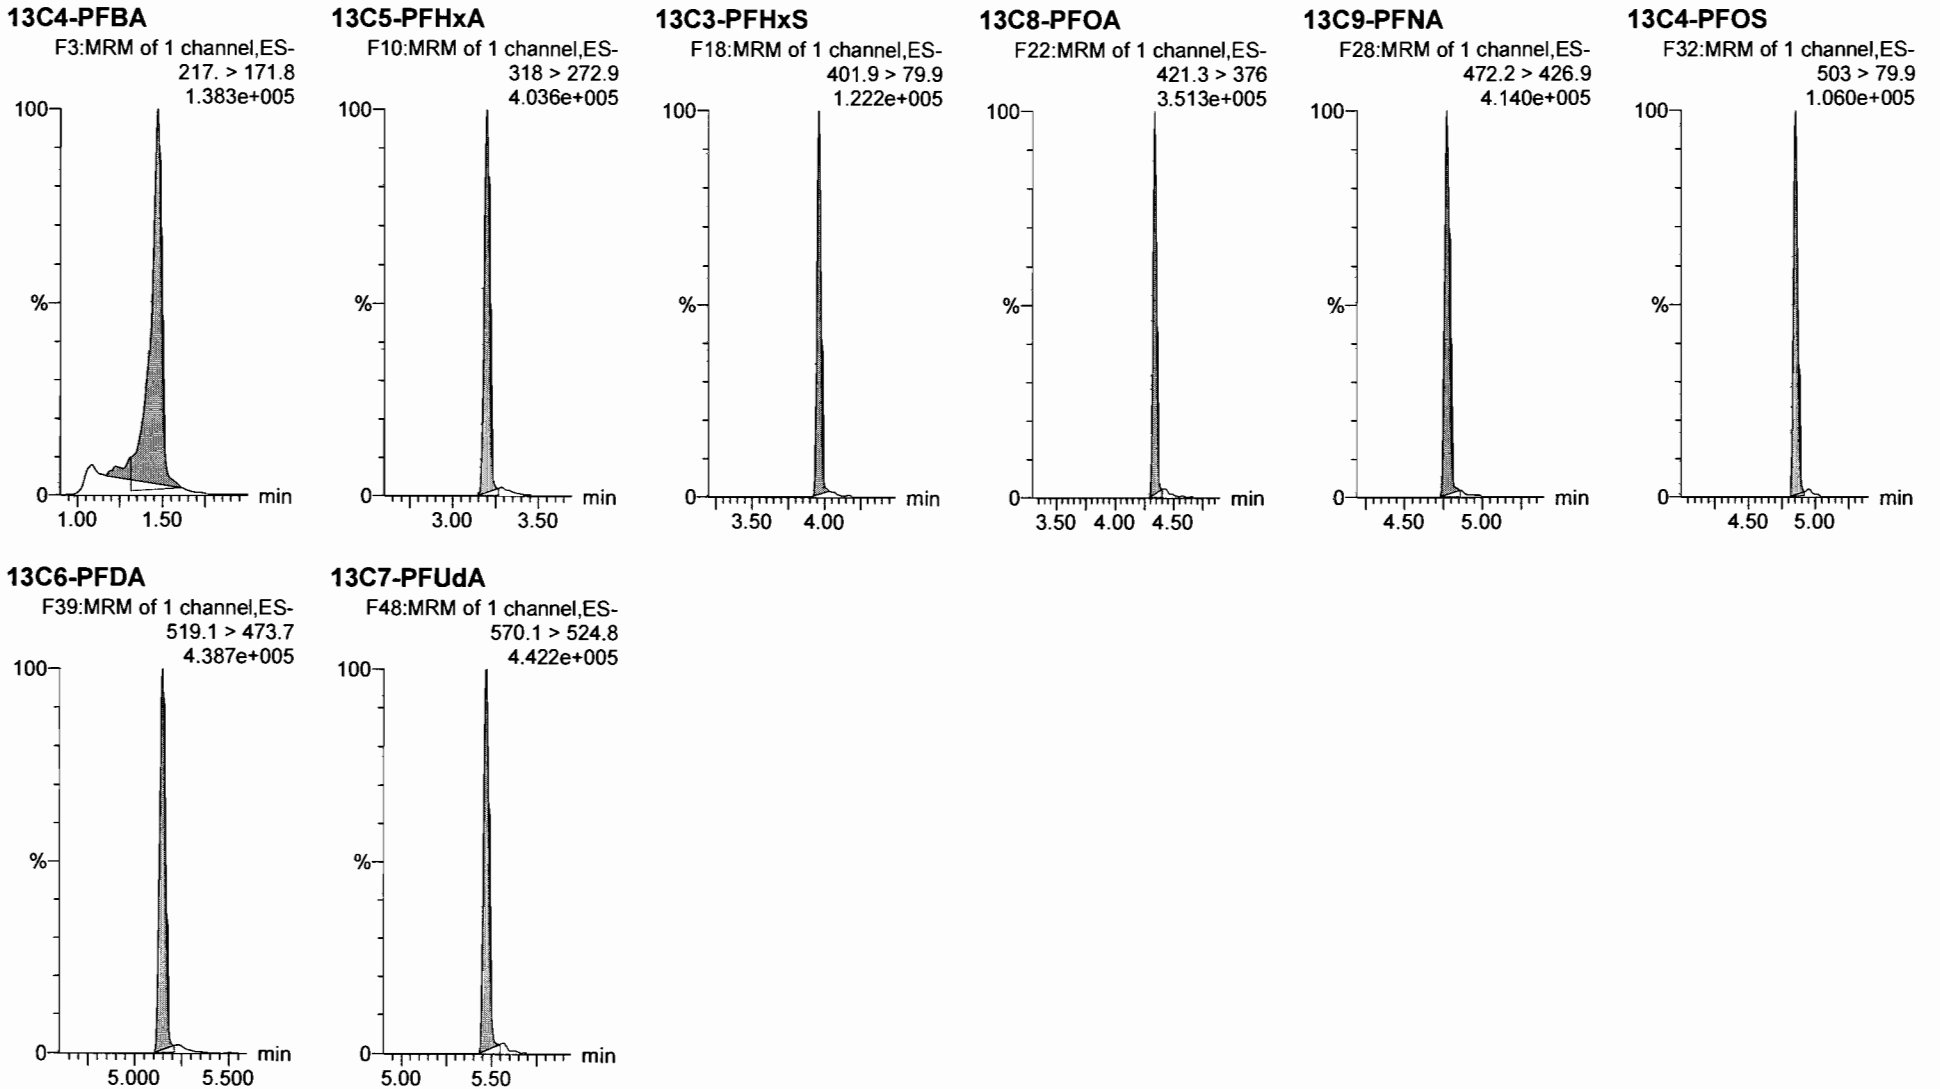 13C4-PFBA
F3:MRM of 1 channel,ES-
217. > 171.8
1.383e+005
100
%
0
min
1.00 1.50
13C5-PFHxA
F10:MRM of 1 channel,ES-
318 > 272.9
4.036e+005
100
%
0
min
3.00 3.50
13C3-PFHxS
F18:MRM of 1 channel,ES-
401.9 > 79.9
1.222e+005
100
%
0
min
3.50 4.00
13C8-PFOA
F22:MRM of 1 channel,ES-
421.3 > 376
3.513e+005
100
%
0
min
3.50 4.00 4.50
13C9-PFNA
F28:MRM of 1 channel,ES-
472.2 > 426.9
4.140e+005
100
%
0
min
4.50 5.00
13C4-PFOS
F32:MRM of 1 channel,ES-
503 > 79.9
1.060e+005
100
%
0
min
4.50 5.00
13C6-PFDA
F39:MRM of 1 channel,ES-
519.1 > 473.7
4.387e+005
100
%
0
min
5.000 5.500
13C7-PFUdA
F48:MRM of 1 channel,ES-
570.1 > 524.8
4.422e+005
100
%
0
min
5.00 5.50